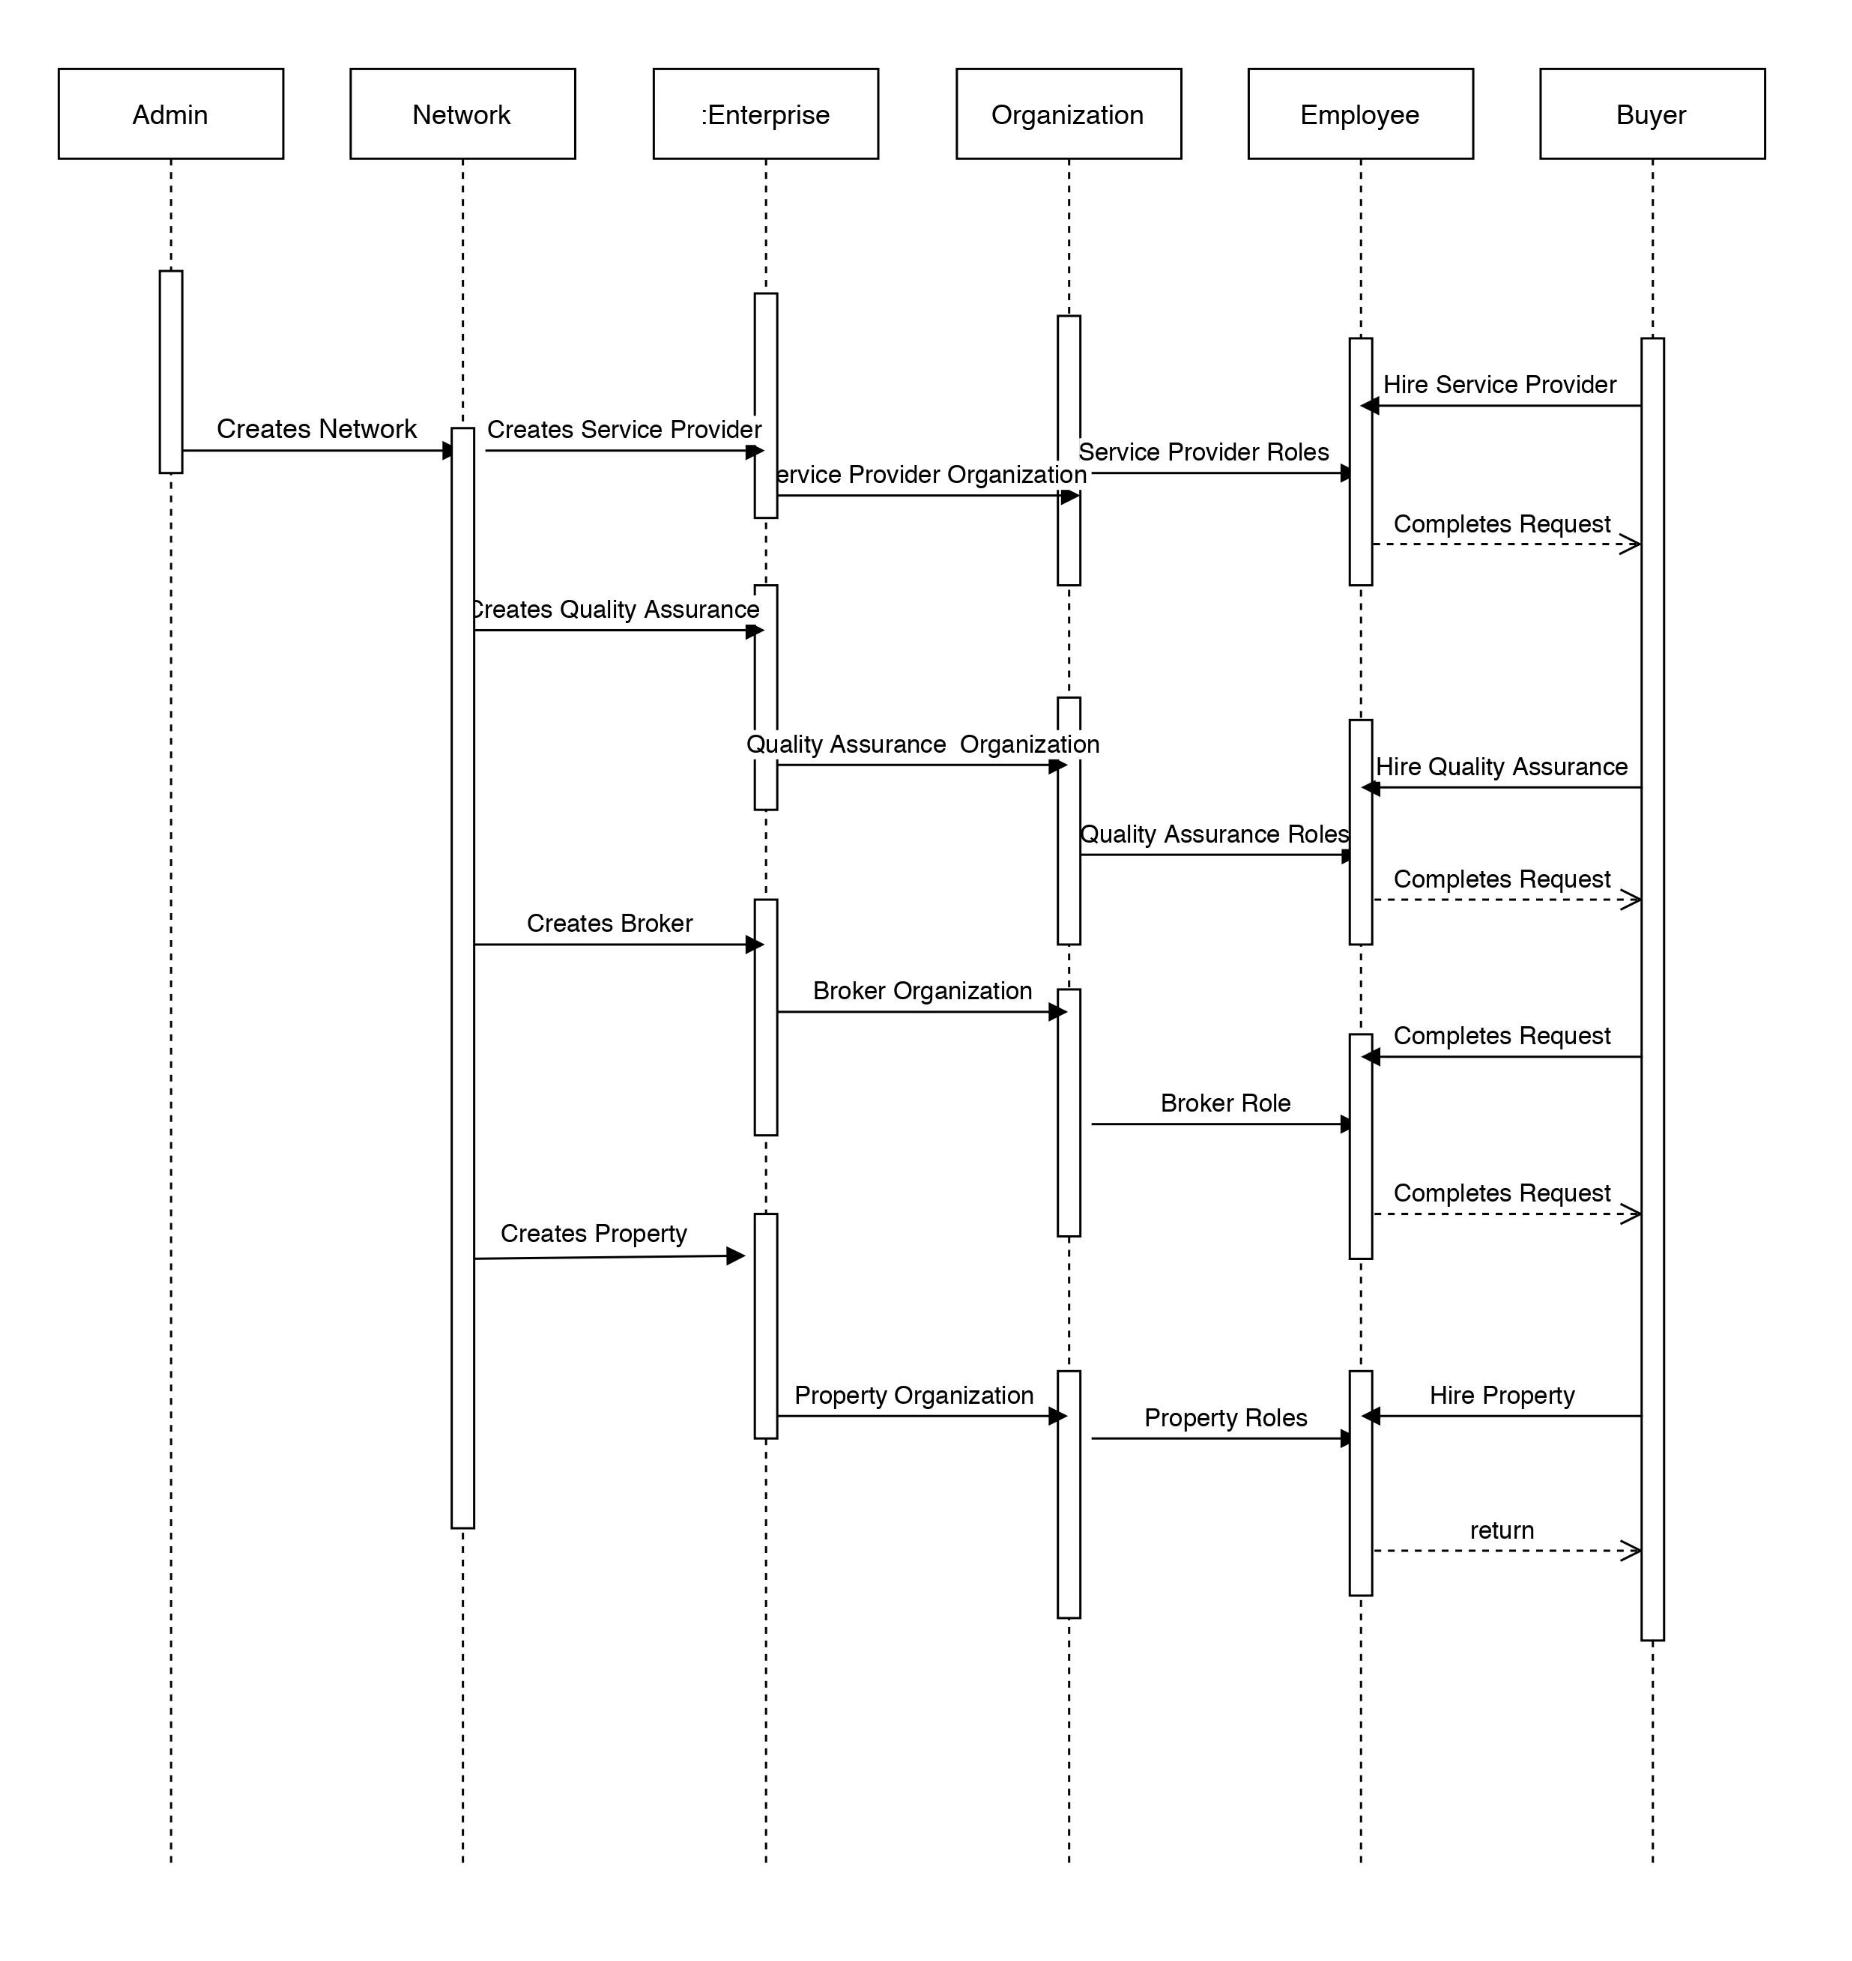 Admin
Network
:Enterprise
Organization
Employee
Buyer
Hire Service Provider
Creates Network
Creates Service Provider
Service Provider Roles
ervice Provider Organization
Completes Request
Creates Quality Assurance
Quality Assurance  Organization
Hire Quality Assurance
Quality Assurance Roles
Completes Request
Creates Broker
Broker Organization
Completes Request
Broker Role
Completes Request
Creates Property
Property Organization
Hire Property
Property Roles
return